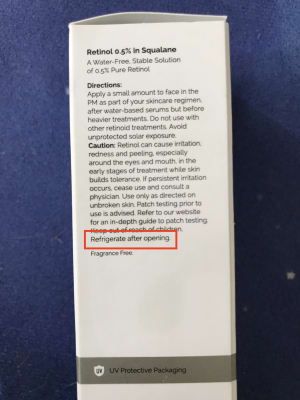 Retinol 0.5% in Squalane
A Water-Free, Stable Solution
of 0.5% Pure Retinol
Directions:
Apply a small amount to face in the
PM as part of your skincare regimen,
after water-based serums but before
heavier treatments. Do not use with
other retinoid treatments. Avoid
unprotected solar exposure.
Caution: Retinol can cause irritation,
redness and peeling, especially
around the eyes and mouth, in the
early stages of treatment while skin
builds tolerance. If persistent irritation
occurs, cease use and consult a
physician. Use only as directed on
unbroken skin. Patch testing prior to
use is advised. Refer to our website
for an in-depth guide to patch testing.
Keep out of reach of children.
Refrigerate after opening.
Fragrance Free.
UV UV Protective Packaging